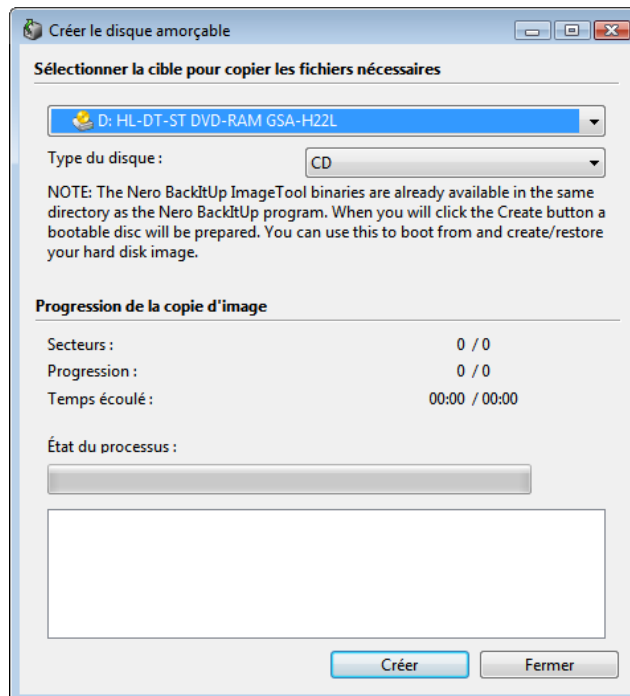 Créer le disque amorçable
Sélectionner la cible pour copier les fichiers nécessaires
D: HL-DT-ST DVD-RAM GSA-H22L
Type du disque : CD
NOTE: The Nero BackItUp ImageTool binaries are already available in the same
directory as the Nero BackItUp program. When you will click the Create button a
bootable disc will be prepared. You can use this to boot from and create/restore
your hard disk image.
Progression de la copie d'image
Secteurs : 0 / 0
Progression : 0 / 0
Temps écoulé : 00:00 / 00:00
État du processus :
Créer Fermer